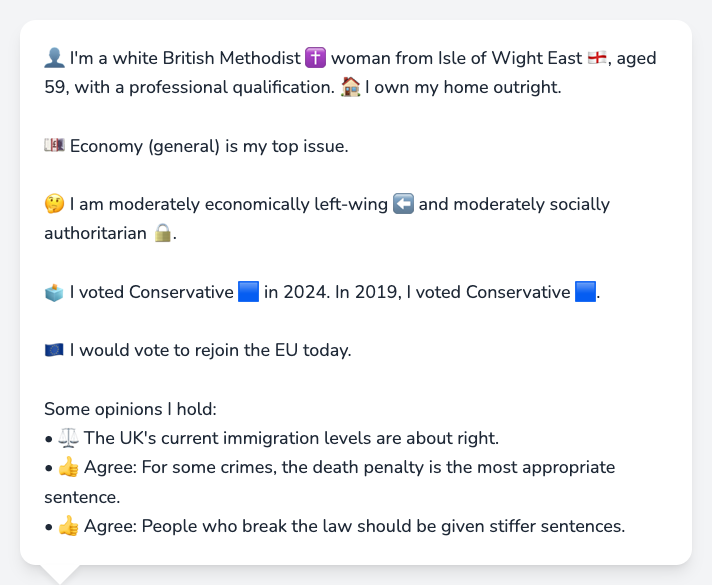 👤 I'm a white British Methodist ✝️ woman from Isle of Wight East 🏴󠁧󠁢󠁥󠁮󠁧󠁿, aged
59, with a professional qualification. 🏠 I own my home outright.
💷 Economy (general) is my top issue.
🤔 I am moderately economically left-wing ⬅️ and moderately socially
authoritarian 🔒.
🗳️ I voted Conservative 🟦 in 2024. In 2019, I voted Conservative 🟦.
🇪🇺 I would vote to rejoin the EU today.
Some opinions I hold:
• ⚖️ The UK's current immigration levels are about right.
• 👍 Agree: For some crimes, the death penalty is the most appropriate
sentence.
• 👍 Agree: People who break the law should be given stiffer sentences.